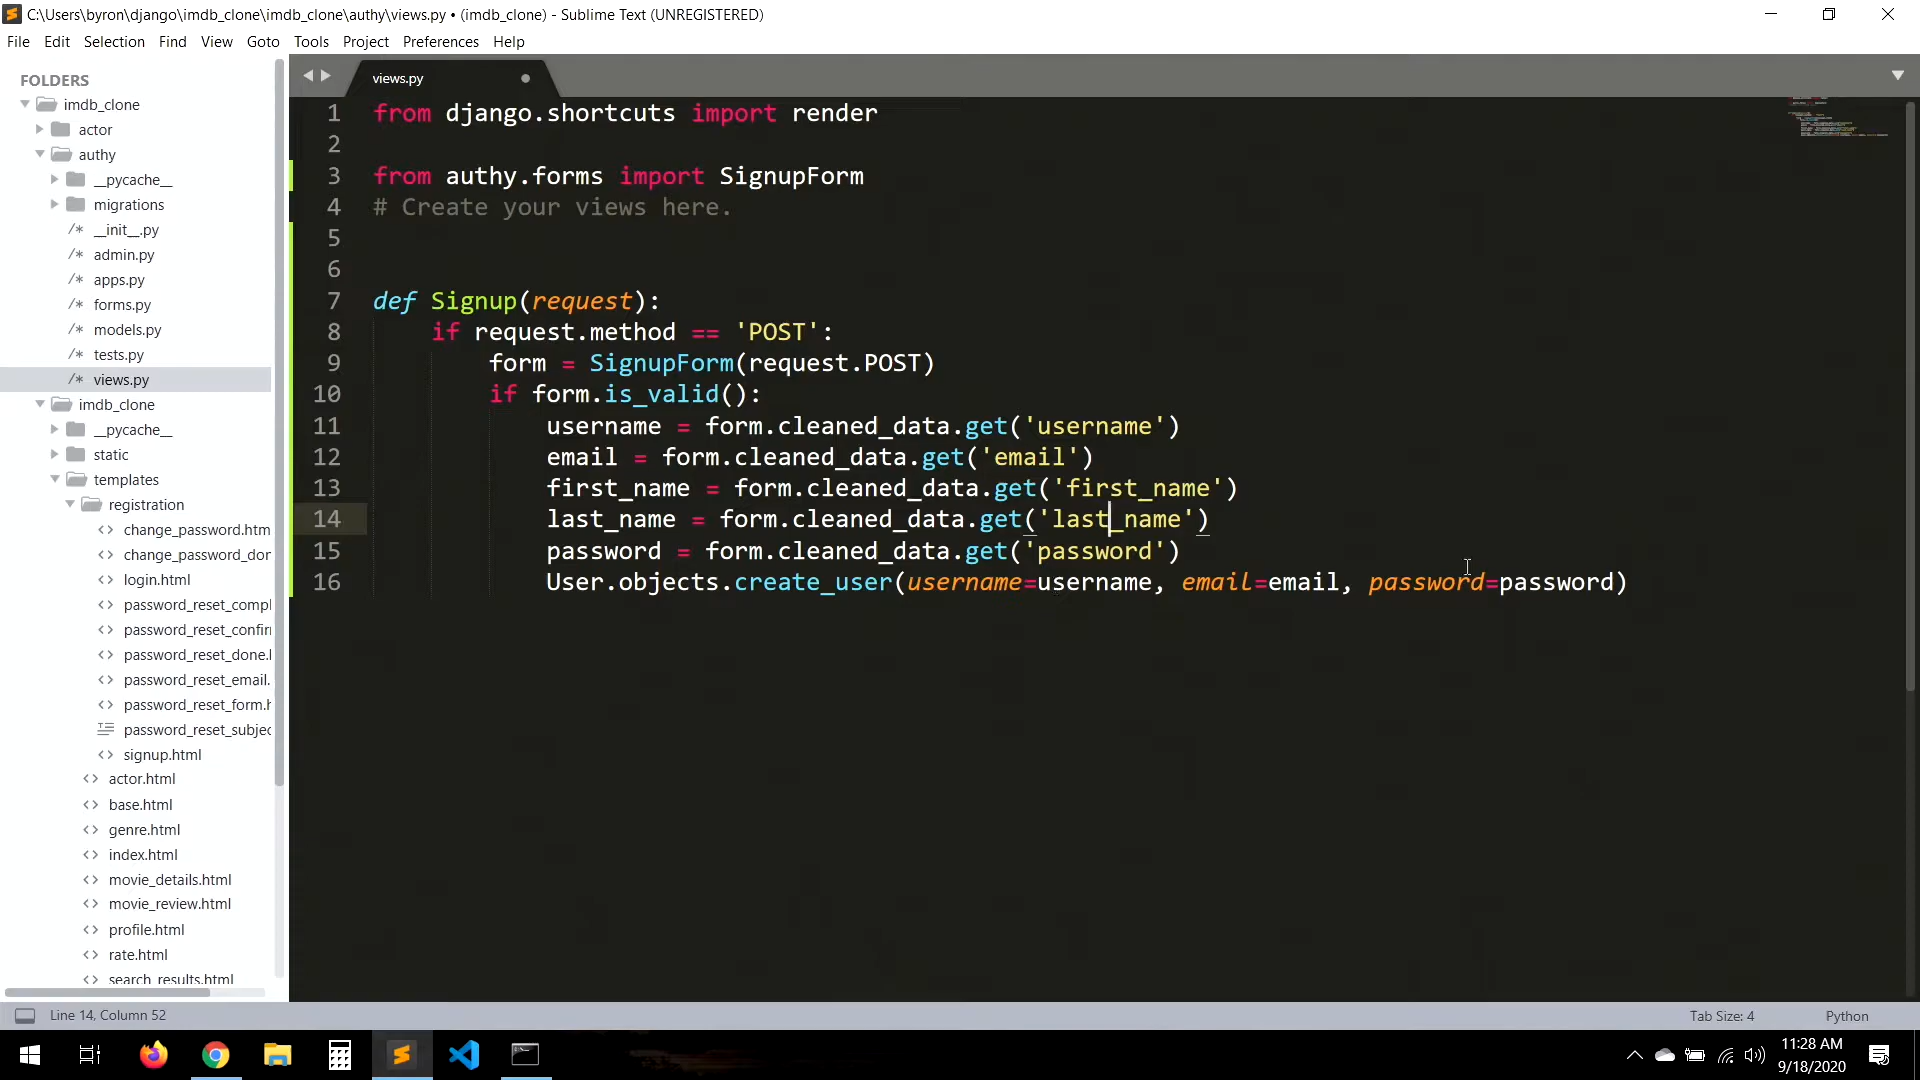 C:\Users\byron\django\imdb_clone\imdb_clone\authy\views.py • (imdb_clone) - Sublime Text (UNREGISTERED)
File Edit Selection Find View Goto Tools Project Preferences Help
FOLDERS
imdb_clone
actor
authy
__pycache__
migrations
/* __init__.py
/* admin.py
/* apps.py
/* forms.py
/* models.py
/* tests.py
/* views.py
imdb_clone
__pycache__
static
templates
registration
<> change_password.htm
<> change_password_dor
<> login.html
<> password_reset_compl
<> password_reset_confir
<> password_reset_done.l
<> password_reset_email.
<> password_reset_form.h
password_reset_subjec
<> signup.html
<> actor.html
<> base.html
<> genre.html
<> index.html
<> movie_details.html
<> movie_review.html
<> profile.html
<> rate.html
<> search_results.html
views.py
1 from django.shortcuts import render
2
3 from authy.forms import SignupForm
4 # Create your views here.
5
6
7 def Signup(request):
8 if request.method == 'POST':
9 form = SignupForm(request.POST)
10 if form.is_valid():
11 username = form.cleaned_data.get('username')
12 email = form.cleaned_data.get('email')
13 first_name = form.cleaned_data.get('first_name')
14 last_name = form.cleaned_data.get('last_name')
15 password = form.cleaned_data.get('password')
16 User.objects.create_user(username=username, email=email, password=password)
Line 14, Column 52
Tab Size: 4
Python
11:28 AM
9/18/2020